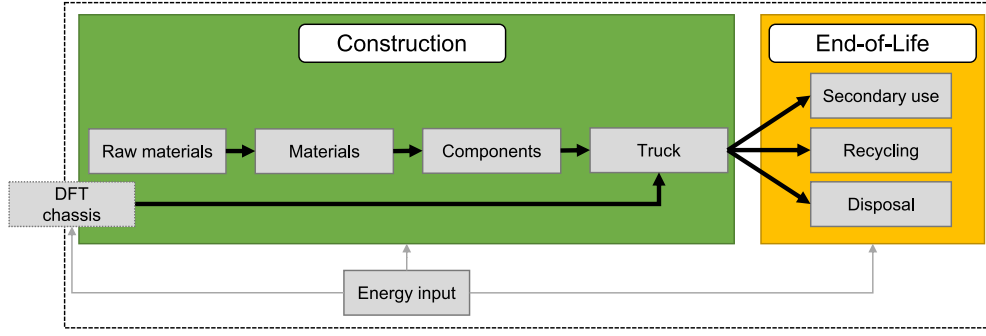 Construction
End-of-Life
Secondary use
Raw materials
Materials
Components
Truck
Recycling
DFT
chassis
Disposal
Energy input